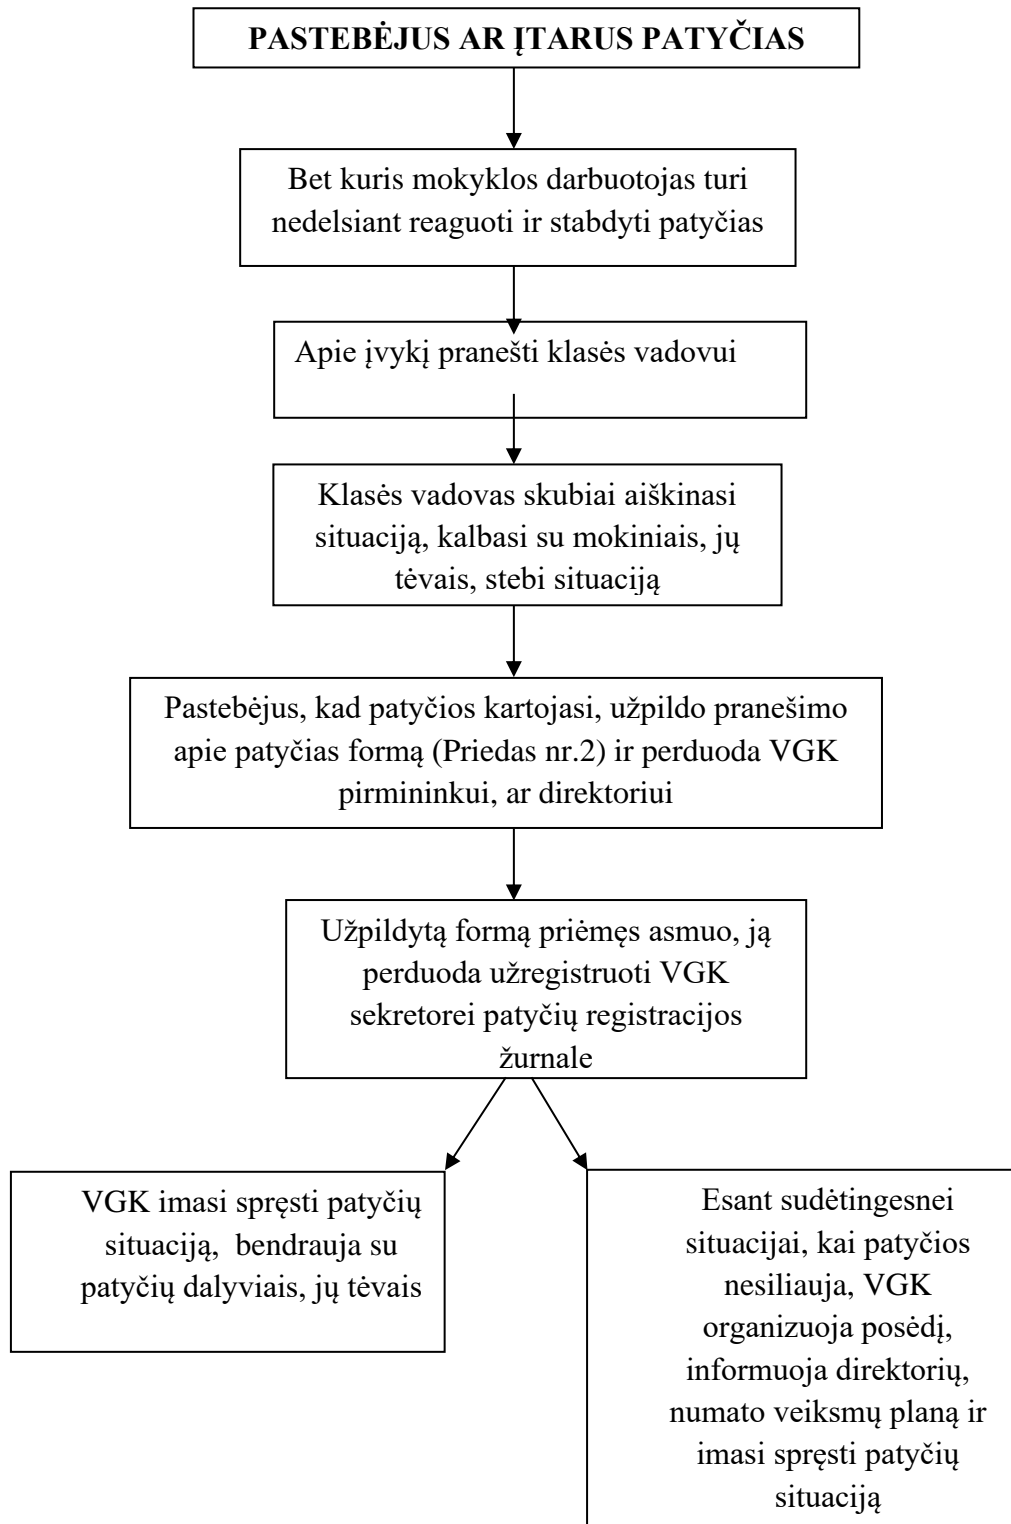 PASTEBĖJUS AR ĮTARUS PATYČIAS
Bet kuris mokyklos darbuotojas turi
nedelsiant reaguoti ir stabdyti patyčias
Apie įvykį pranešti klasės vadovui
Klasės vadovas skubiai aiškinasi
situaciją, kalbasi su mokiniais, jų
tėvais, stebi situaciją
Pastebėjus, kad patyčios kartojasi, užpildo pranešimo
apie patyčias formą (Priedas nr.2) ir perduoda VGK
pirmininkui, ar direktoriui
Užpildytą formą priėmęs asmuo, ją
perduoda užregistruoti VGK
sekretorei patyčių registracijos
žurnale
VGK imasi spręsti patyčių
situaciją,  bendrauja su
patyčių dalyviais, jų tėvais
Esant sudėtingesnei
situacijai, kai patyčios
nesiliauja, VGK
organizuoja posėdį,
informuoja direktorių,
numato veiksmų planą ir
imasi spręsti patyčių
situaciją